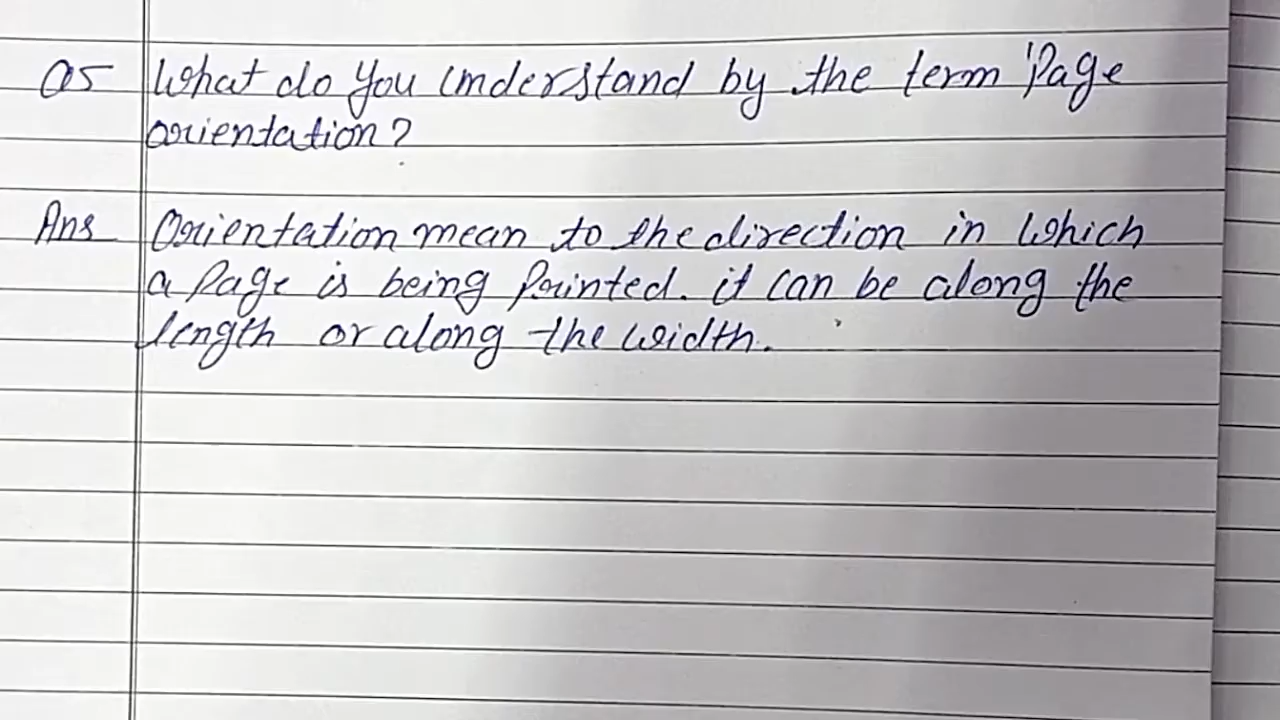 Q5 What do you understand by the term 'Page
orientation?
Ans Orientation mean to the direction in which
a Page is being Printed. it can be along the
length or along the width.